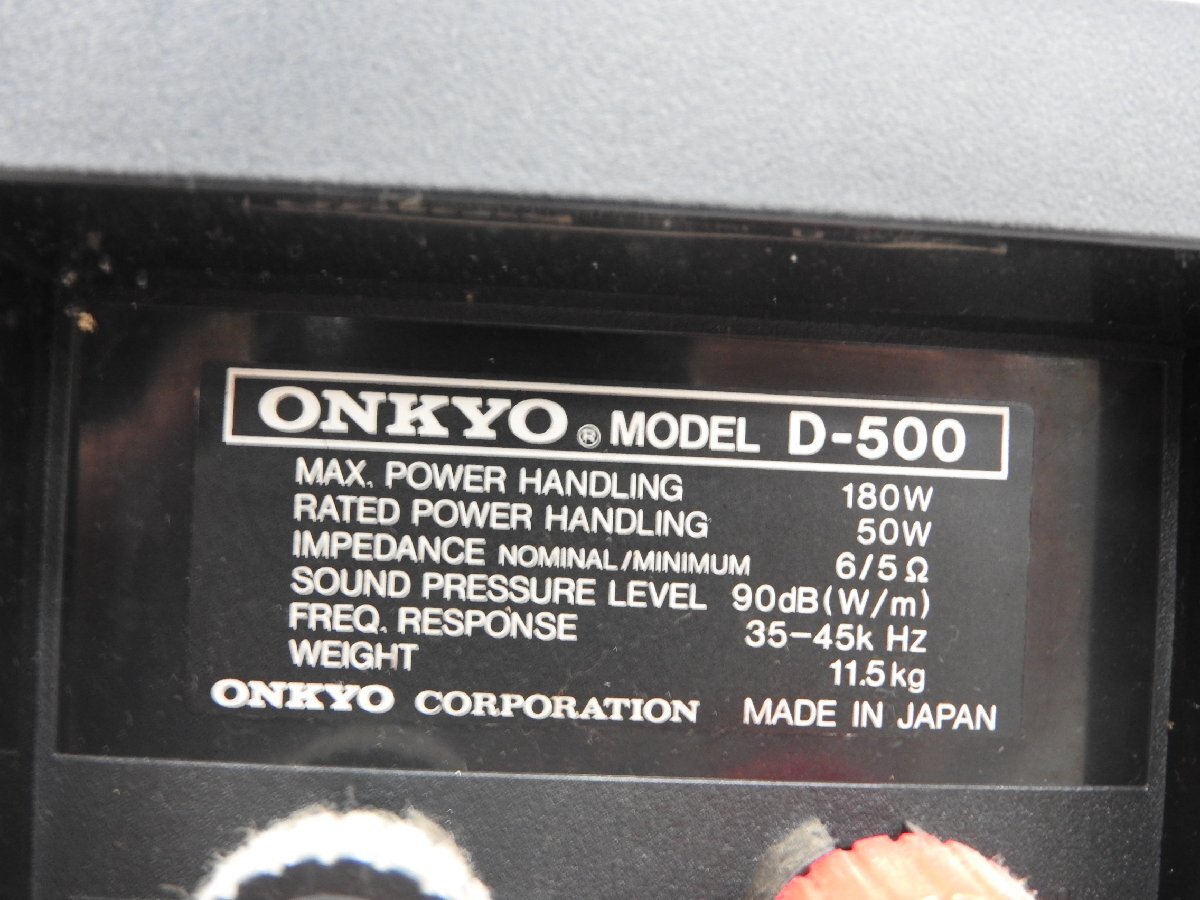 ONKYO® MODEL D-500
MAX. POWER HANDLING 180W
RATED POWER HANDLING 50W
IMPEDANCE NOMINAL/MINIMUM 6/5Ω
SOUND PRESSURE LEVEL 90dB(W/m)
FREQ. RESPONSE 35-45k Hz
WEIGHT 11.5kg
ONKYO CORPORATION MADE IN JAPAN